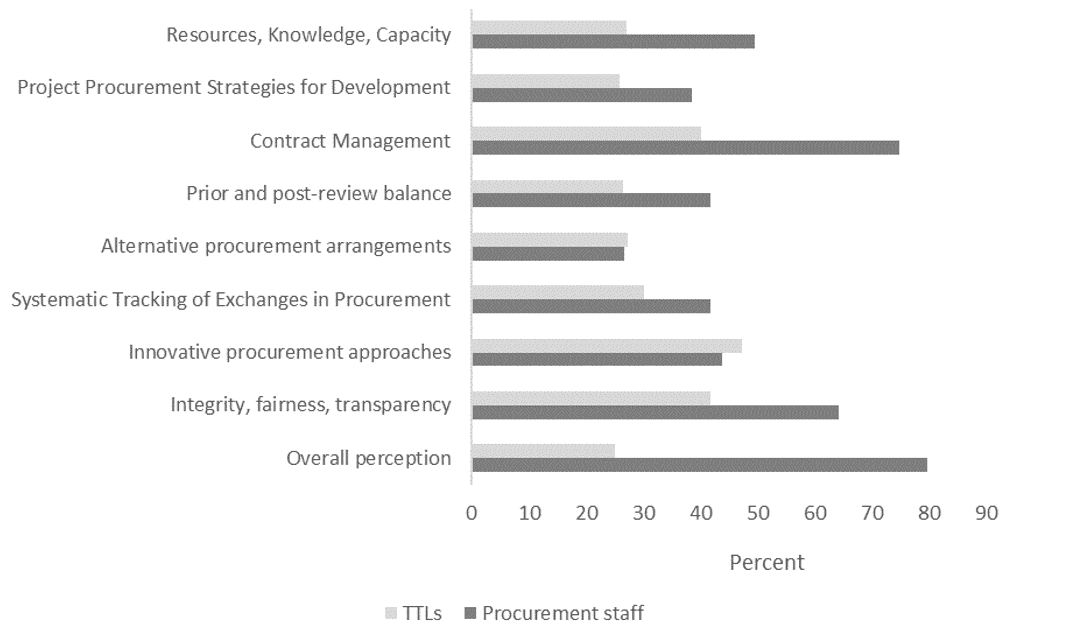 Resources, Knowledge, Capacity
Project Procurement Strategies for Development
Contract Management
Prior and post-review balance
Alternative procurement arrangements
Systematic Tracking of Exchanges in Procurement
Innovative procurement approaches
Integrity, fairness, transparency
Overall perception
0 10 20 30 40 50 60 70 80 90
Percent
TTLs Procurement staff